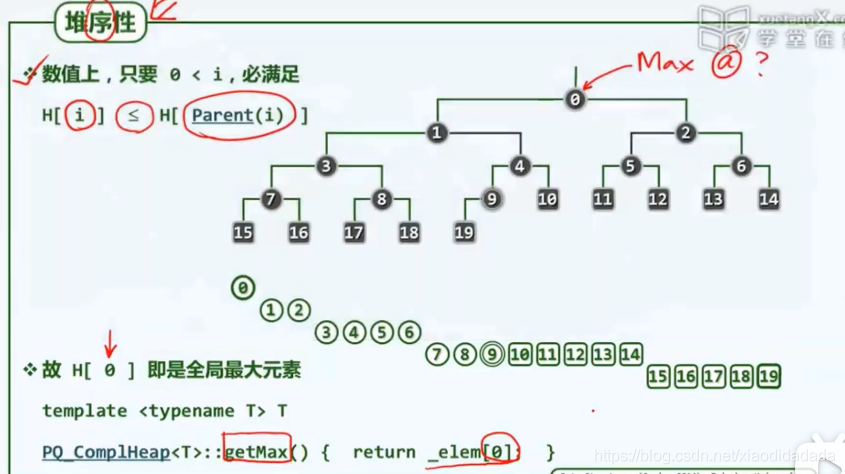 堆序性
xuetangX.com
学堂在线
❖ 数值上，只要 0 < i，必满足
H[ i ] ≤ H[ Parent(i) ]
Max @ ?
0
1 2
3 4 5 6
7 8 9 10 11 12 13 14
15 16 17 18 19
0
1 2
3 4 5 6
7 8 9 10 11 12 13 14
15 16 17 18 19
❖ 故 H[ 0 ] 即是全局最大元素
template <typename T> T
PQ_ComplHeap<T>::getMax() { return _elem[0]; }
https://blog.csdn.net/xiaodidadada